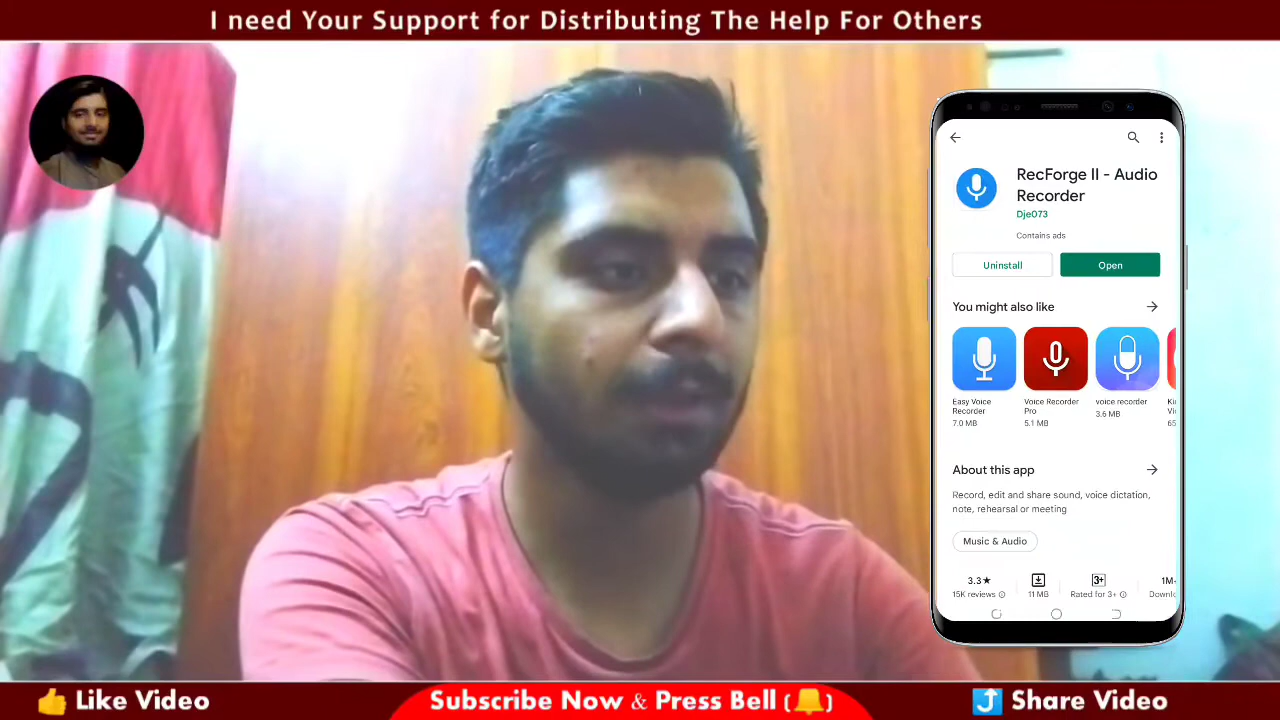 I need Your Support for Distributing The Help For Others
RecForge II - Audio
Recorder
Dje073
Contains ads
Uninstall
Open
You might also like
Easy Voice
Recorder
7.0 MB
Voice Recorder
Pro
5.1 MB
voice recorder
3.6 MB
About this app
Record, edit and share sound, voice dictation,
note, rehearsal or meeting
Music & Audio
3.3★
15K reviews
11 MB
3+
Rated for 3+
Like Video
Subscribe Now & Press Bell (🔔)
Share Video